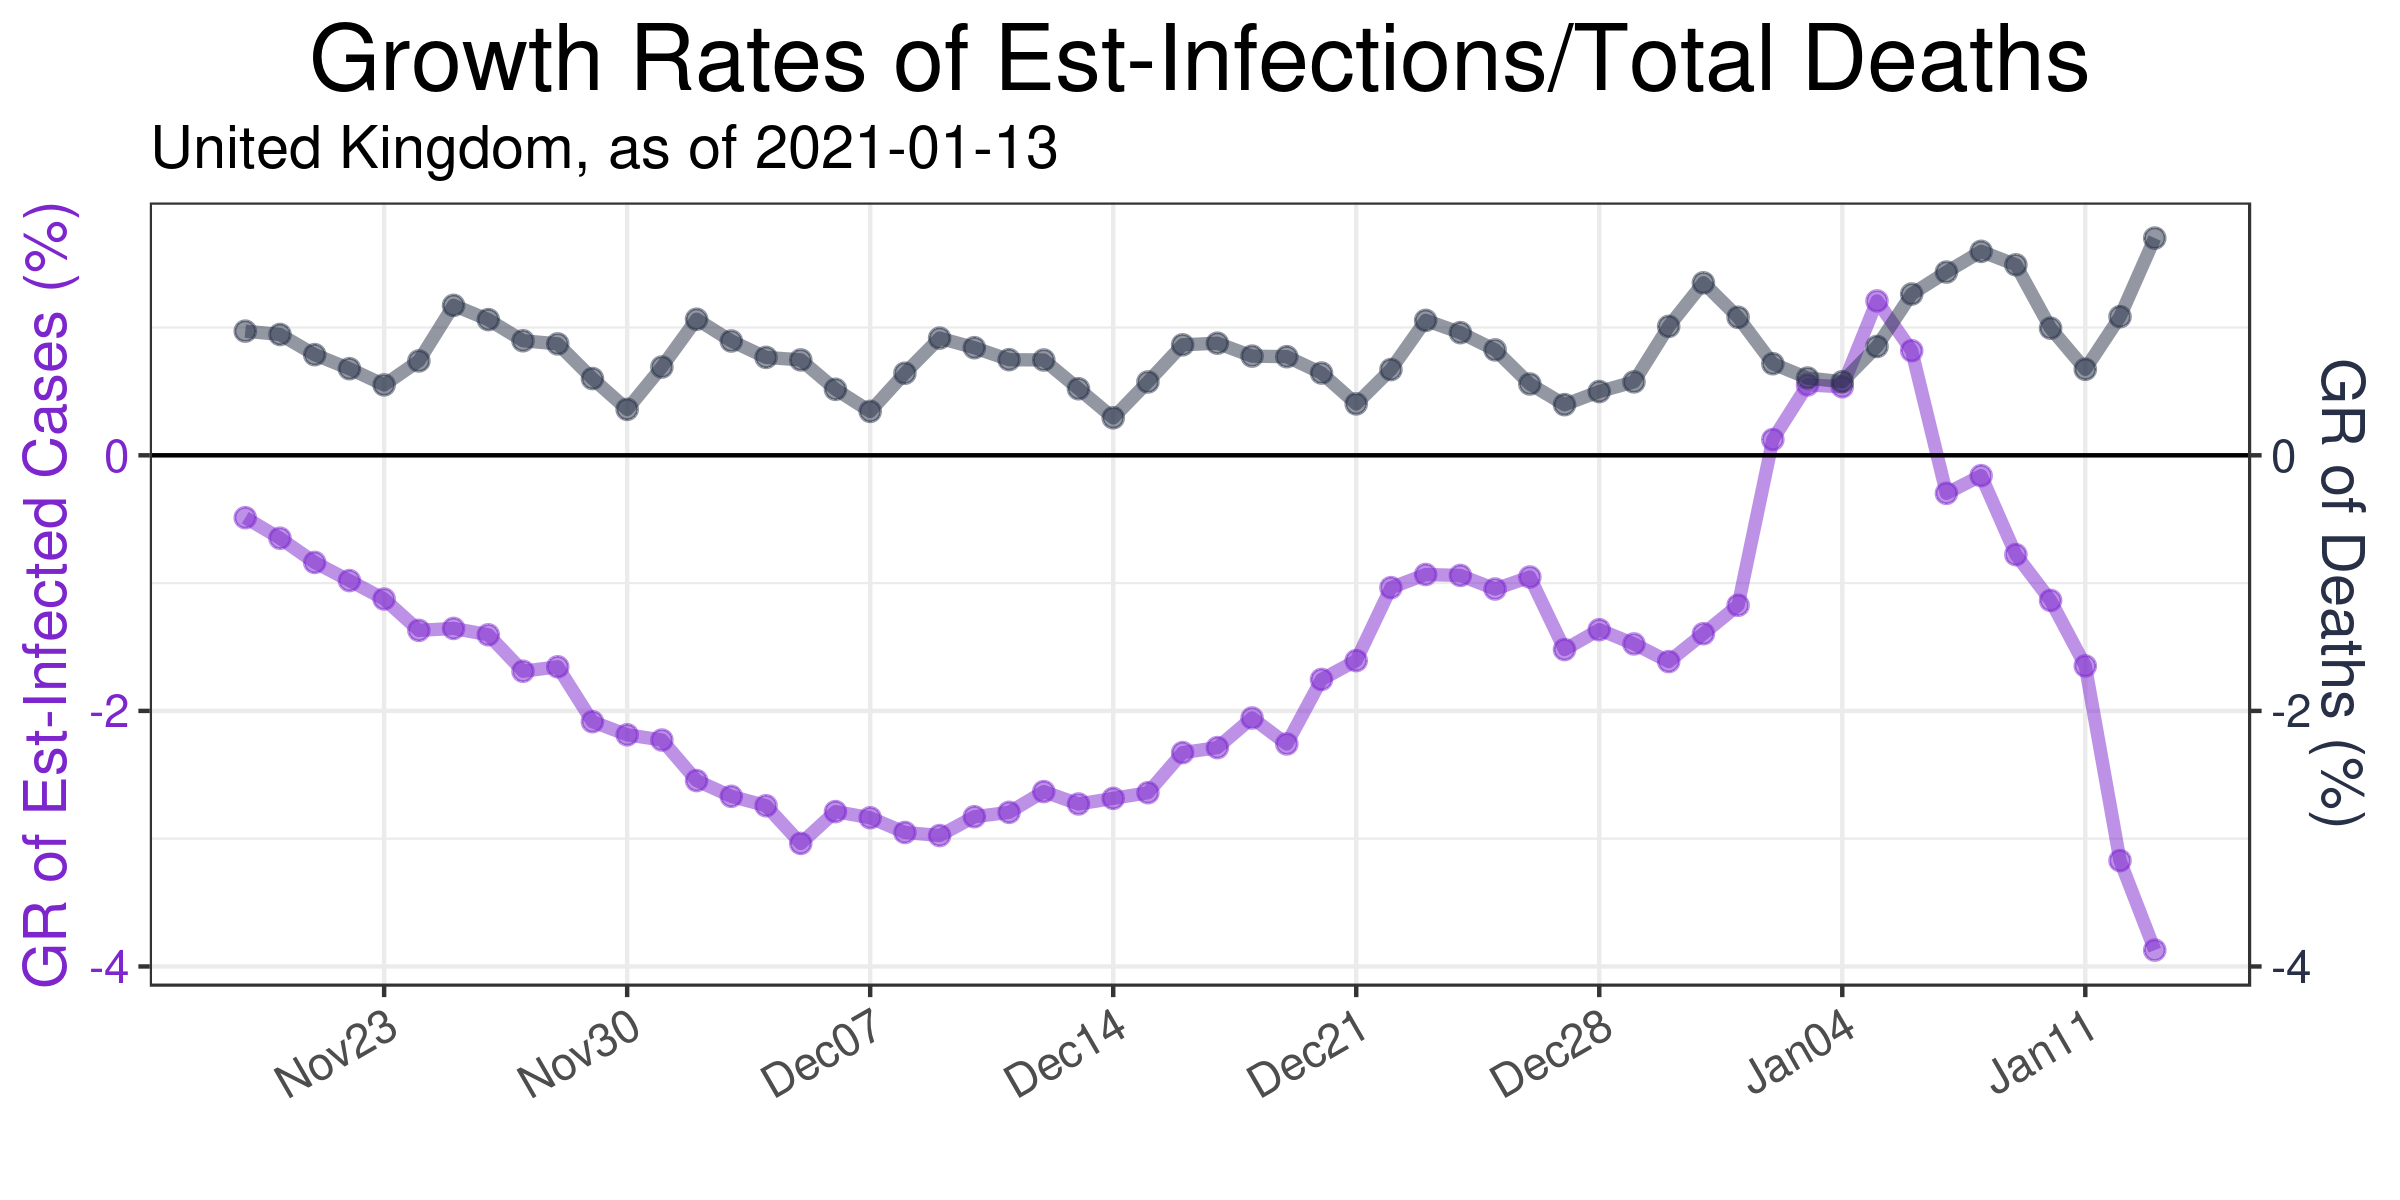 Growth Rates of Est-Infections/Total Deaths
United Kingdom, as of 2021-01-13
GR of Est-Infected Cases (%)
0
-2
-4
0
-2
-4
GR of Deaths (%)
Nov23
Nov30
Dec07
Dec14
Dec21
Dec28
Jan04
Jan11